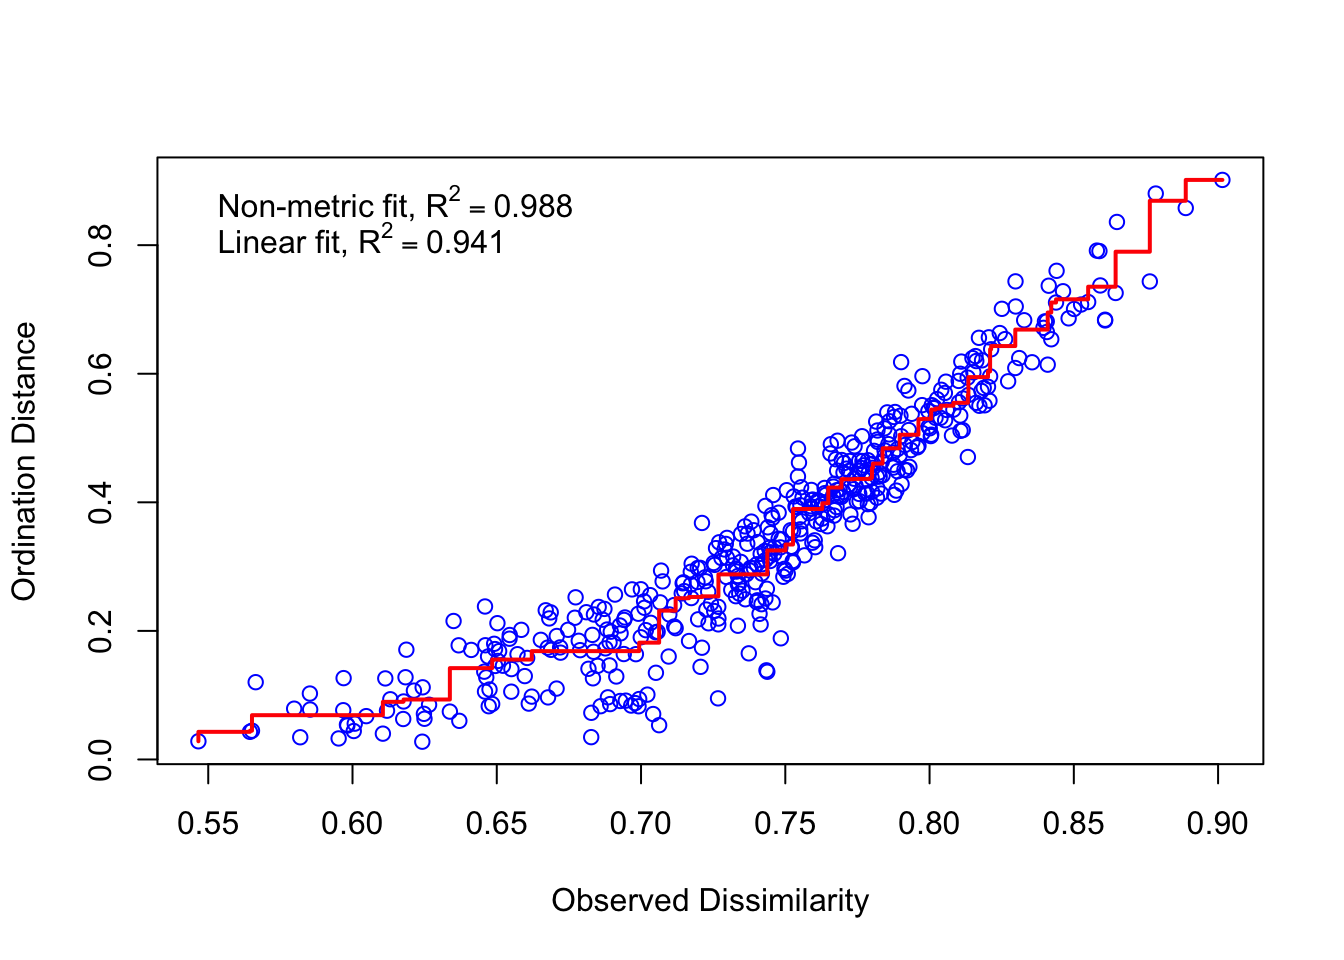 Non-metric fit, R² = 0.988
Linear fit, R² = 0.941
Ordination Distance
0.8
0.6
0.4
0.2
0.0
0.55 0.60 0.65 0.70 0.75 0.80 0.85 0.90
Observed Dissimilarity